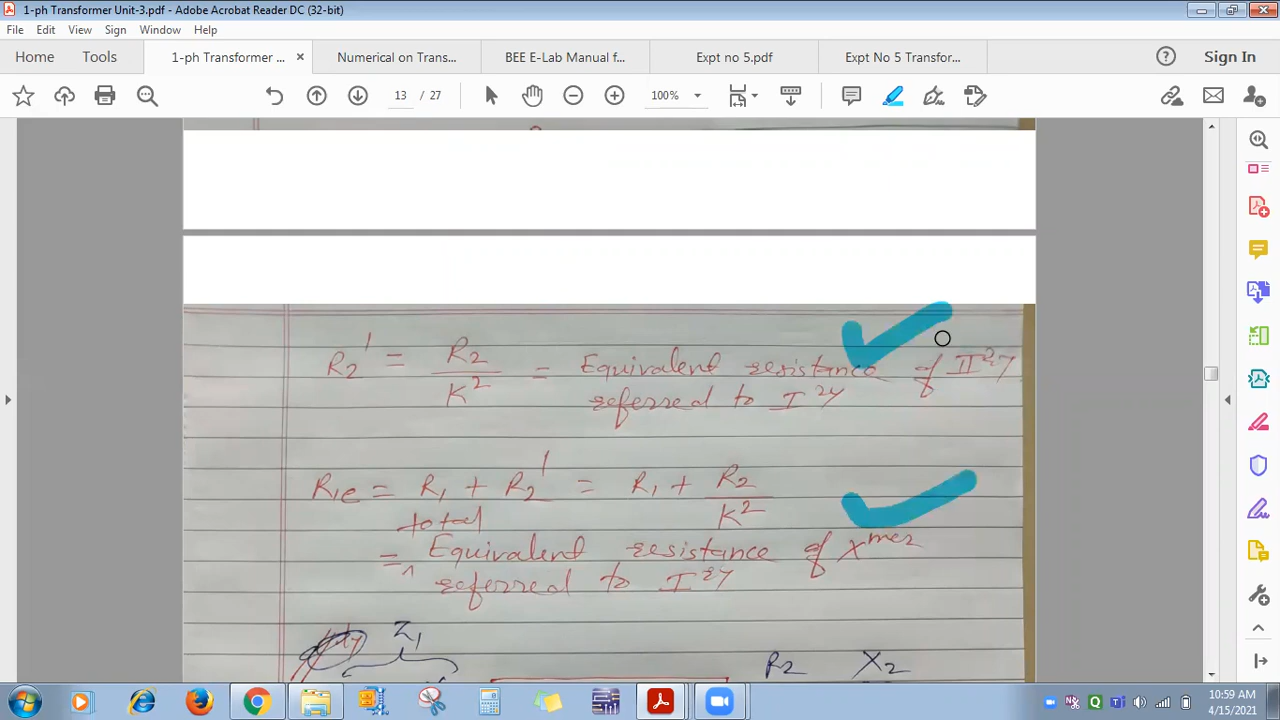 1-ph Transformer Unit-3.pdf - Adobe Acrobat Reader DC (32-bit)
File Edit View Sign Window Help
Home Tools 1-ph Transformer ... × Numerical on Trans... BEE E-Lab Manual f... Expt no 5.pdf Expt No 5 Transfor... Sign In
13 / 27 100%
R2' = R2/K² = Equivalent resistance of IIry
referred to Iry
R1e = R1 + R2' = R1 + R2/K²
= total Equivalent resistance of Xmer
referred to Iry
Z1
R2 X2
10:59 AM
4/15/2021